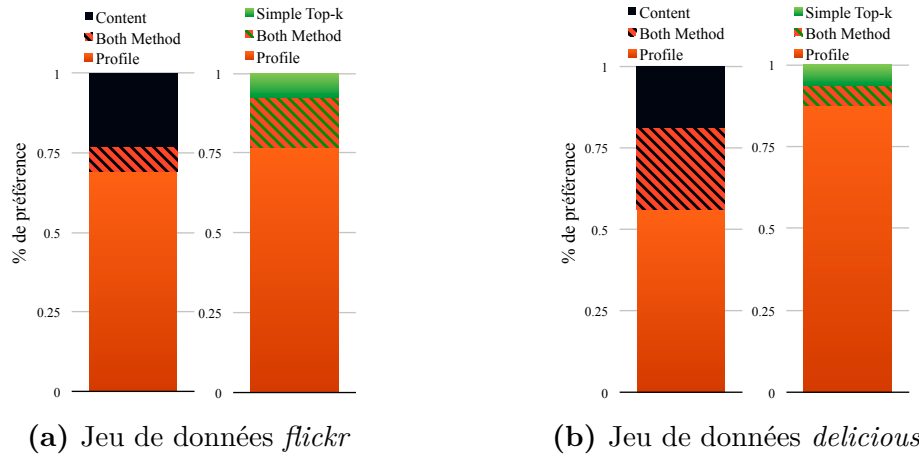 Content
Both Method
Profile
% de préférence
1
0.75
0.5
0.25
0
Simple Top-k
Both Method
Profile
1
0.75
0.5
0.25
0
(a) Jeu de données flickr
Content
Both Method
Profile
% de préférence
1
0.75
0.5
0.25
0
Simple Top-k
Both Method
Profile
1
0.75
0.5
0.25
0
(b) Jeu de données delicious